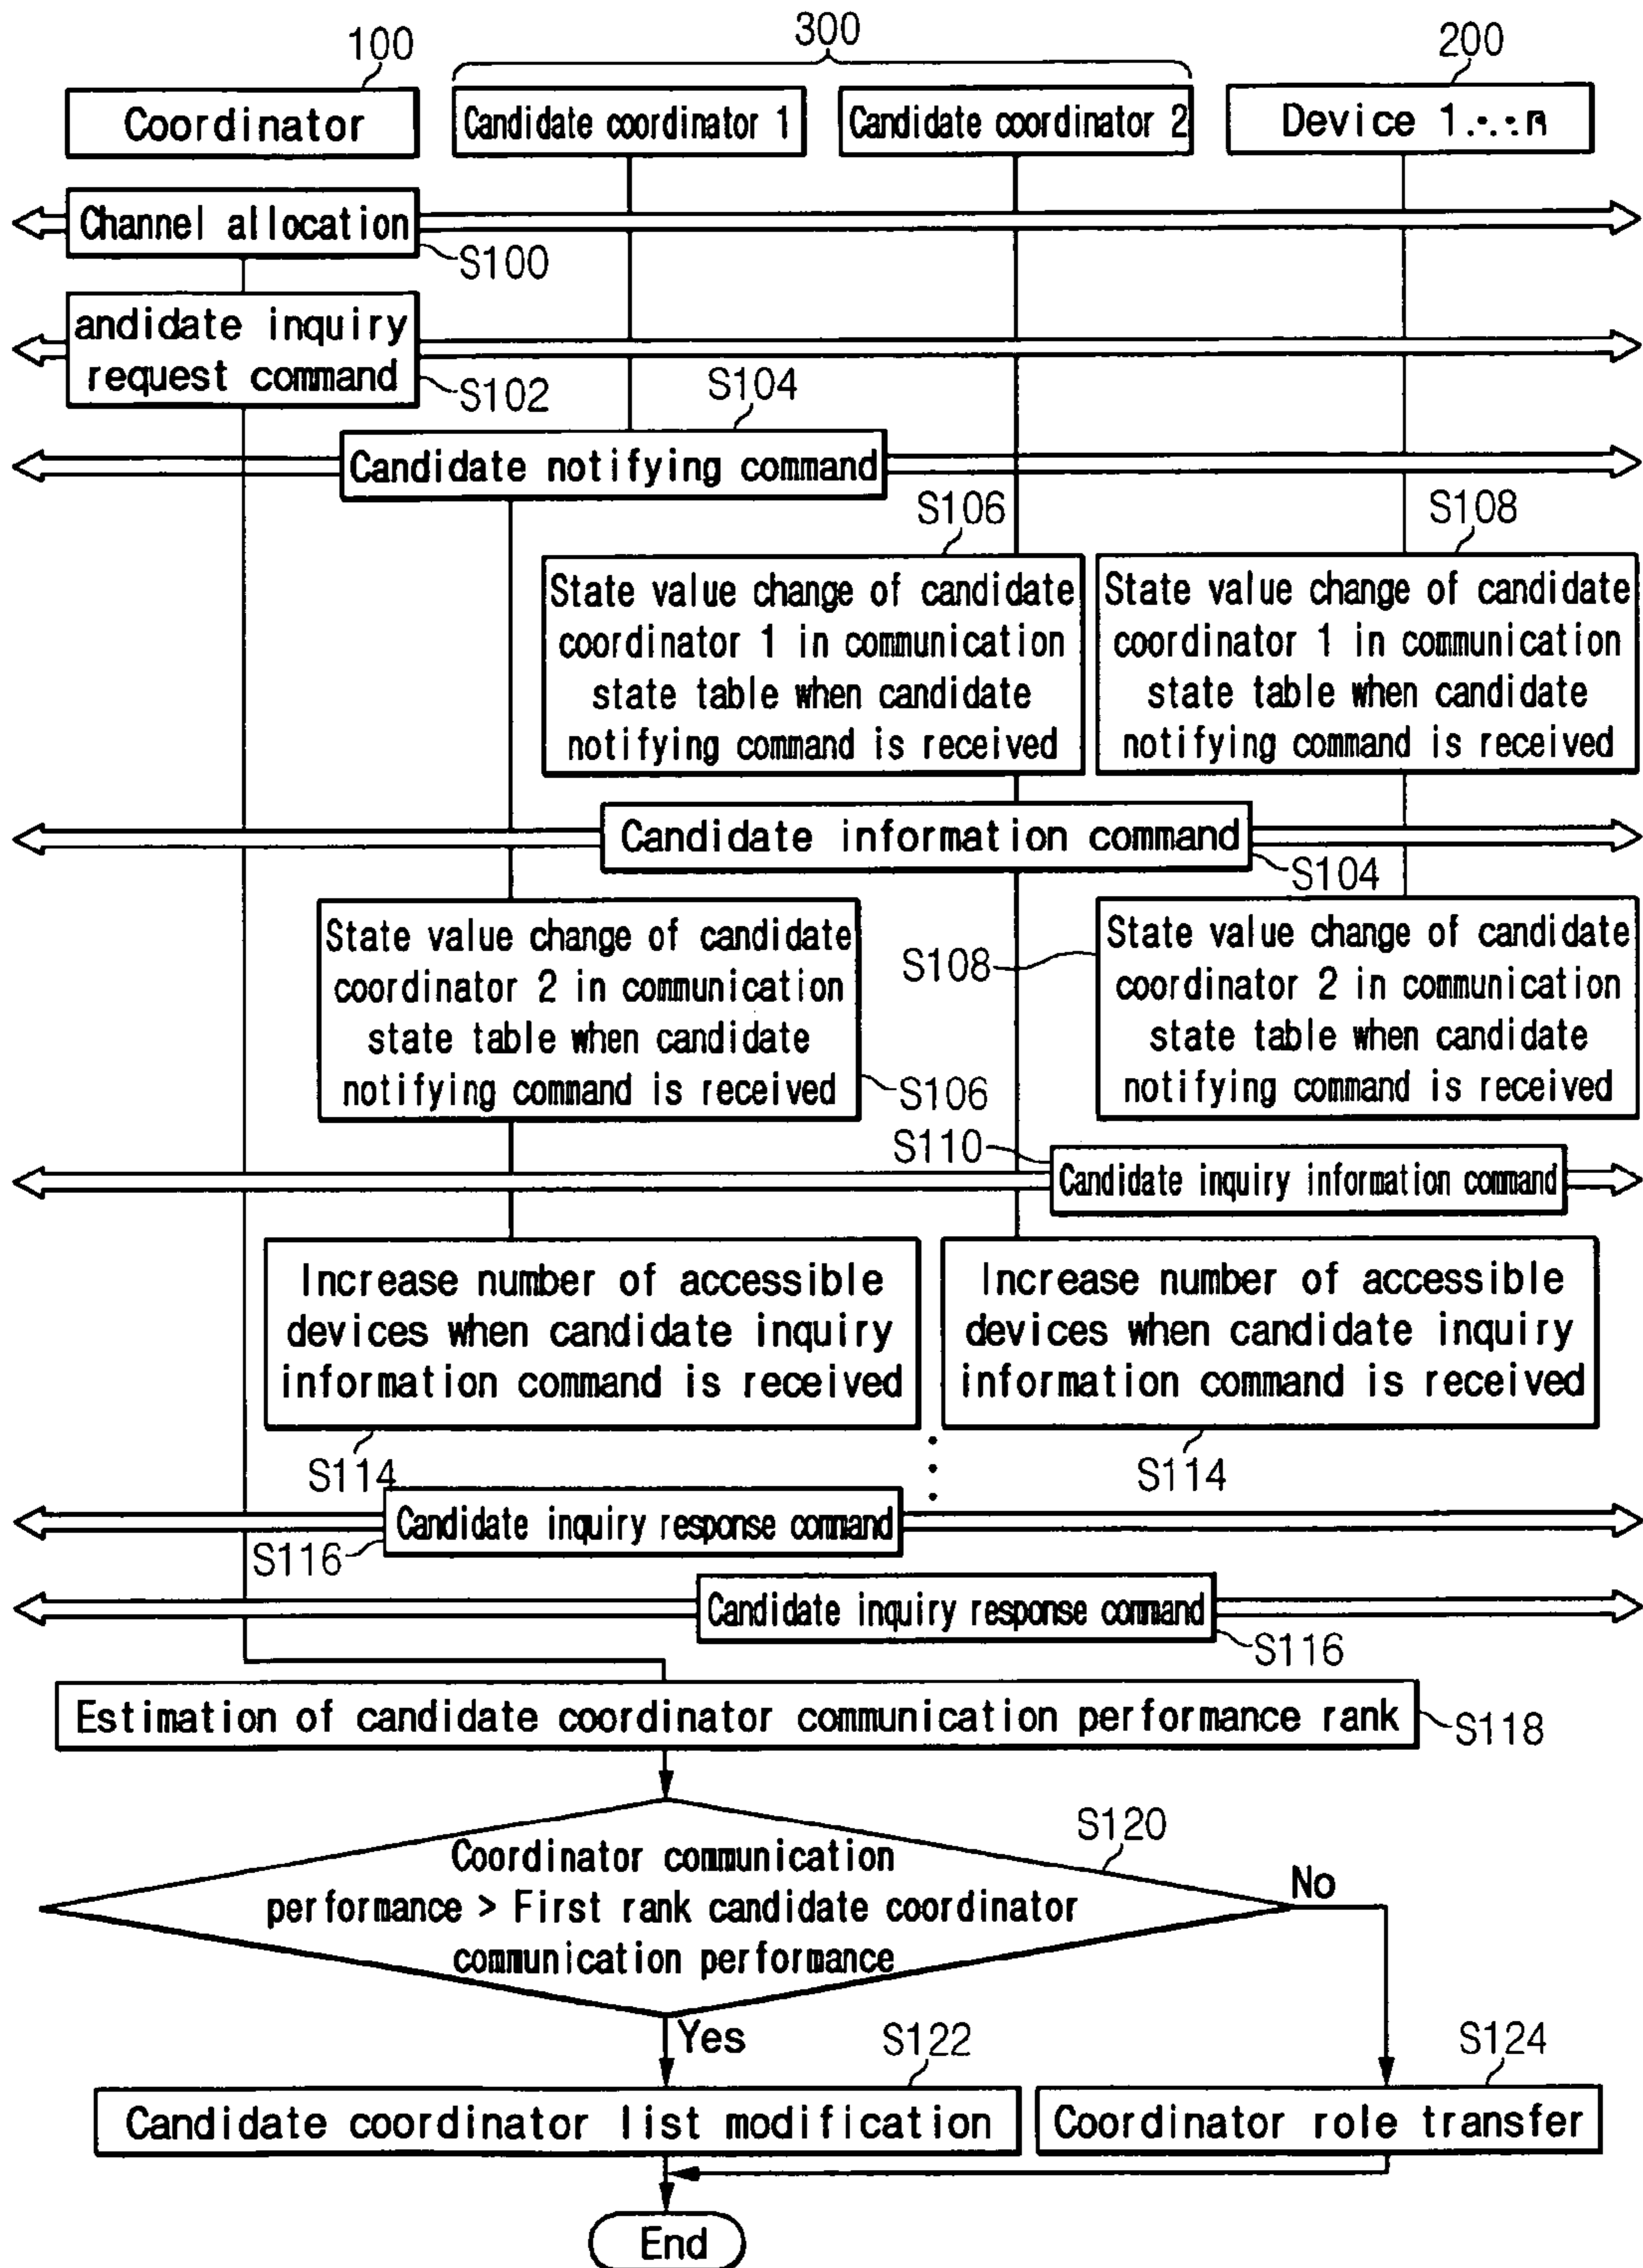 100
300
200
Coordinator
Candidate coordinator 1
Candidate coordinator 2
Device 1...n
Channel allocation
S100
andidate inquiry
request command
S102
S104
Candidate notifying command
S106
S108
State value change of candidate
coordinator 1 in communication
state table when candidate
notifying command is received
State value change of candidate
coordinator 1 in communication
state table when candidate
notifying command is received
Candidate information command
S104
State value change of candidate
coordinator 2 in communication
state table when candidate
notifying command is received
S106
S108
State value change of candidate
coordinator 2 in communication
state table when candidate
notifying command is received
S110
Candidate inquiry information command
Increase number of accessible
devices when candidate inquiry
information command is received
Increase number of accessible
devices when candidate inquiry
information command is received
S114
S114
Candidate inquiry response command
S116
Candidate inquiry response command
S116
Estimation of candidate coordinator communication performance rank
S118
S120
Coordinator communication
performance > First rank candidate coordinator
communication performance
No
Yes
S122
S124
Candidate coordinator list modification
Coordinator role transfer
End